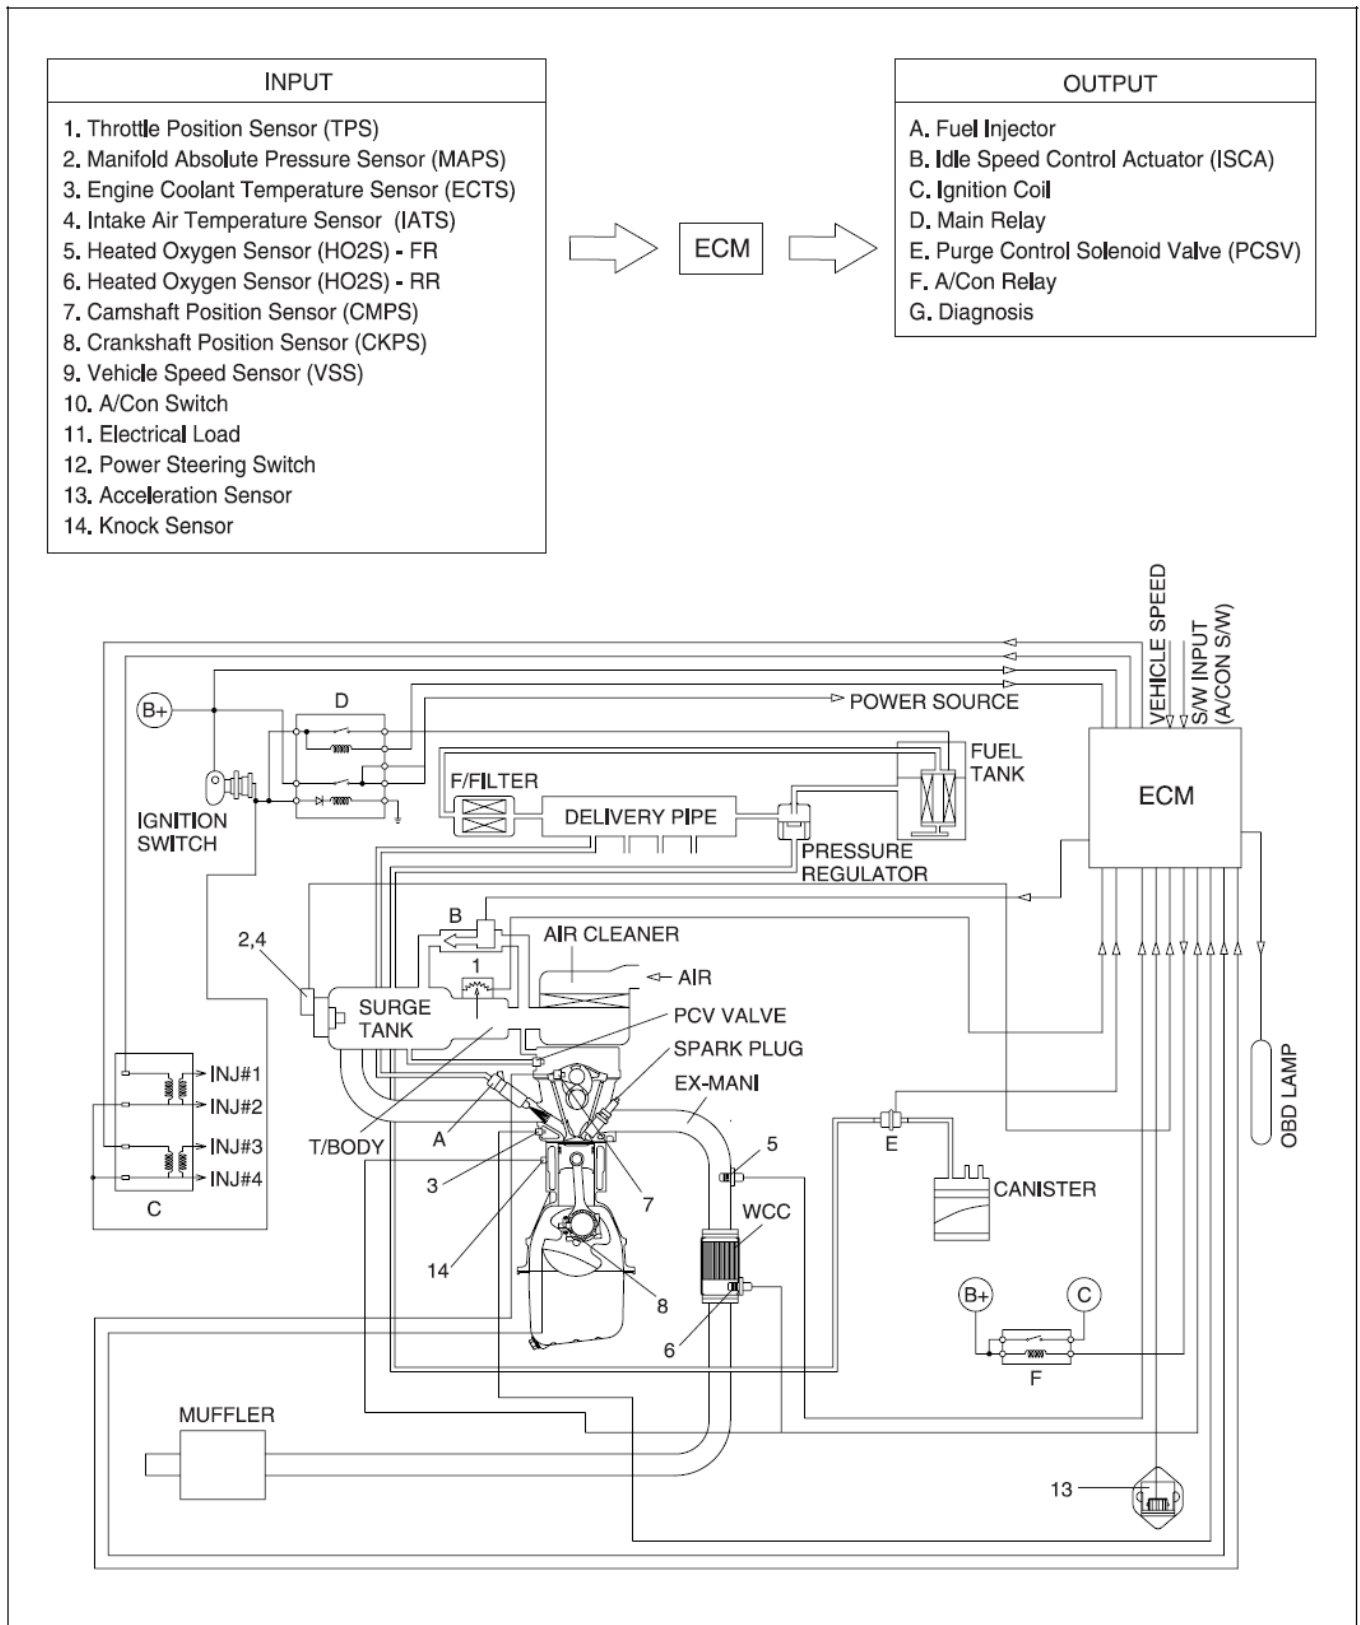 INPUT
1. Throttle Position Sensor (TPS)
2. Manifold Absolute Pressure Sensor (MAPS)
3. Engine Coolant Temperature Sensor (ECTS)
4. Intake Air Temperature Sensor (IATS)
5. Heated Oxygen Sensor (HO2S) - FR
6. Heated Oxygen Sensor (HO2S) - RR
7. Camshaft Position Sensor (CMPS)
8. Crankshaft Position Sensor (CKPS)
9. Vehicle Speed Sensor (VSS)
10. A/Con Switch
11. Electrical Load
12. Power Steering Switch
13. Acceleration Sensor
14. Knock Sensor
ECM
OUTPUT
A. Fuel Injector
B. Idle Speed Control Actuator (ISCA)
C. Ignition Coil
D. Main Relay
E. Purge Control Solenoid Valve (PCSV)
F. A/Con Relay
G. Diagnosis
VEHICLE SPEED
S/W INPUT
(A/CON S/W)
B+
D
POWER SOURCE
IGNITION
SWITCH
F/FILTER
DELIVERY PIPE
FUEL
TANK
PRESSURE
REGULATOR
ECM
2,4
B
1
AIR CLEANER
AIR
SURGE
TANK
PCV VALVE
SPARK PLUG
EX-MANI
INJ#1
INJ#2
INJ#3
INJ#4
C
T/BODY
A
3
14
7
8
5
WCC
6
E
CANISTER
OBD LAMP
B+
C
F
MUFFLER
13